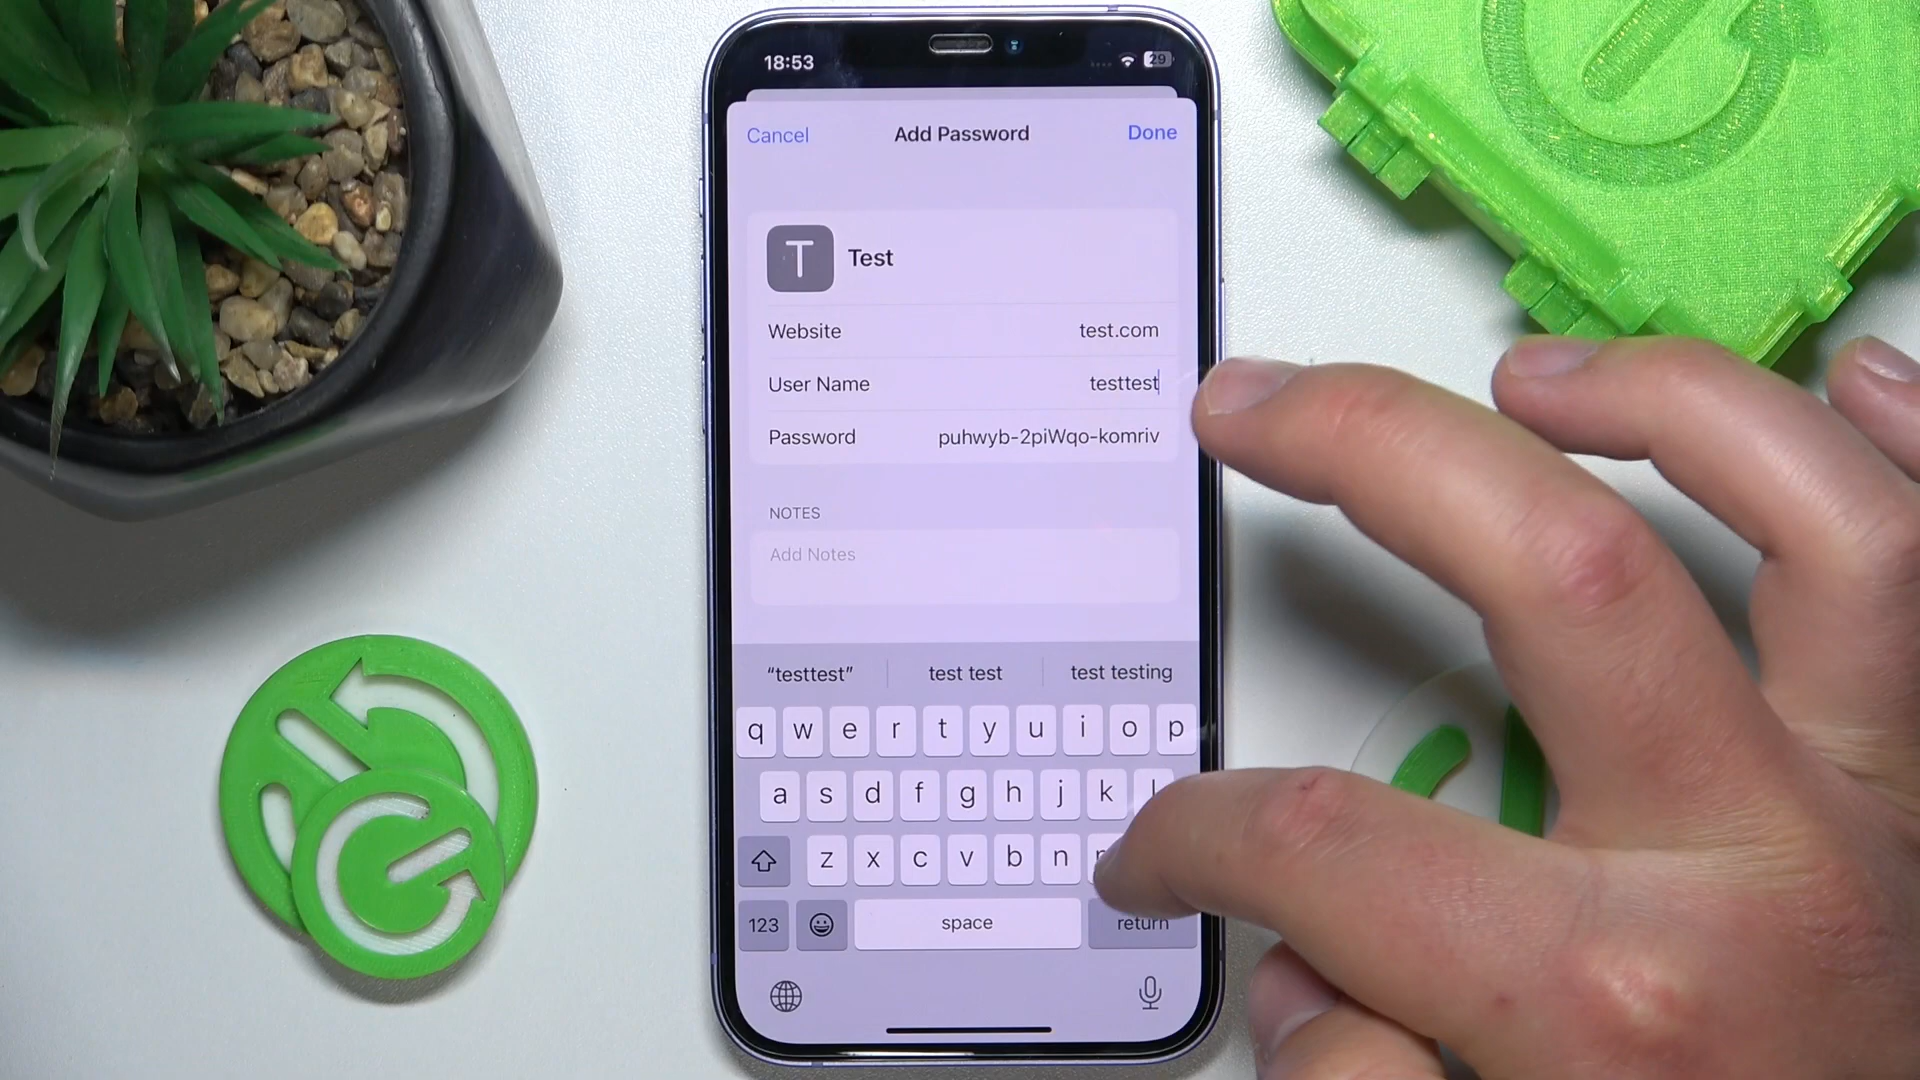 18:53
29
Cancel Add Password Done
T Test
Website test.com
User Name testtest
Password puhwyb-2piWqo-komriv
NOTES
Add Notes
“testtest” test test test testing
q w e r t y u i o p
a s d f g h j k l
z x c v b n
123 space return